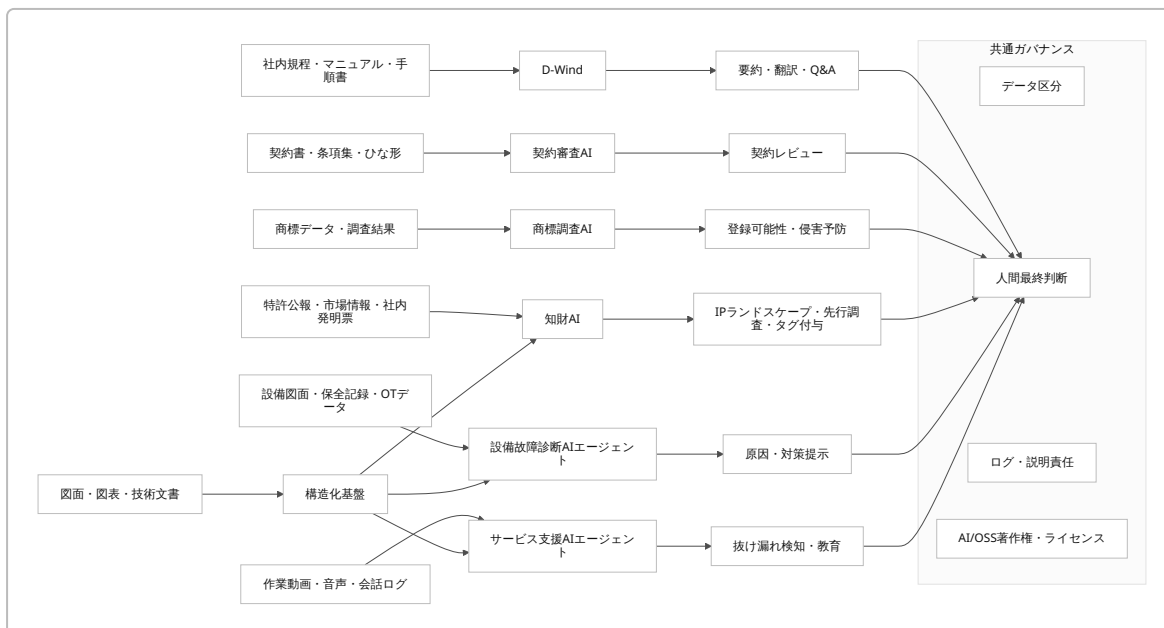 共通ガバナンス
社内規程・マニュアル・手
順書
D-Wind
要約・翻訳・Q&A
データ区分
契約書・条項集・ひな形
契約審査AI
契約レビュー
商標データ・調査結果
商標調査AI
登録可能性・侵害予防
人間最終判断
特許公報・市場情報・社内
発明票
知財AI
IPランドスケープ・先行調
査・タグ付与
設備図面・保全記録・OTデ
ータ
設備故障診断AIエージェン
ト
原因・対策提示
ログ・説明責任
図面・図表・技術文書
構造化基盤
サービス支援AIエージェン
ト
抜け漏れ検知・教育
AI/OSS著作権・ライセンス
作業動画・音声・会話ログ